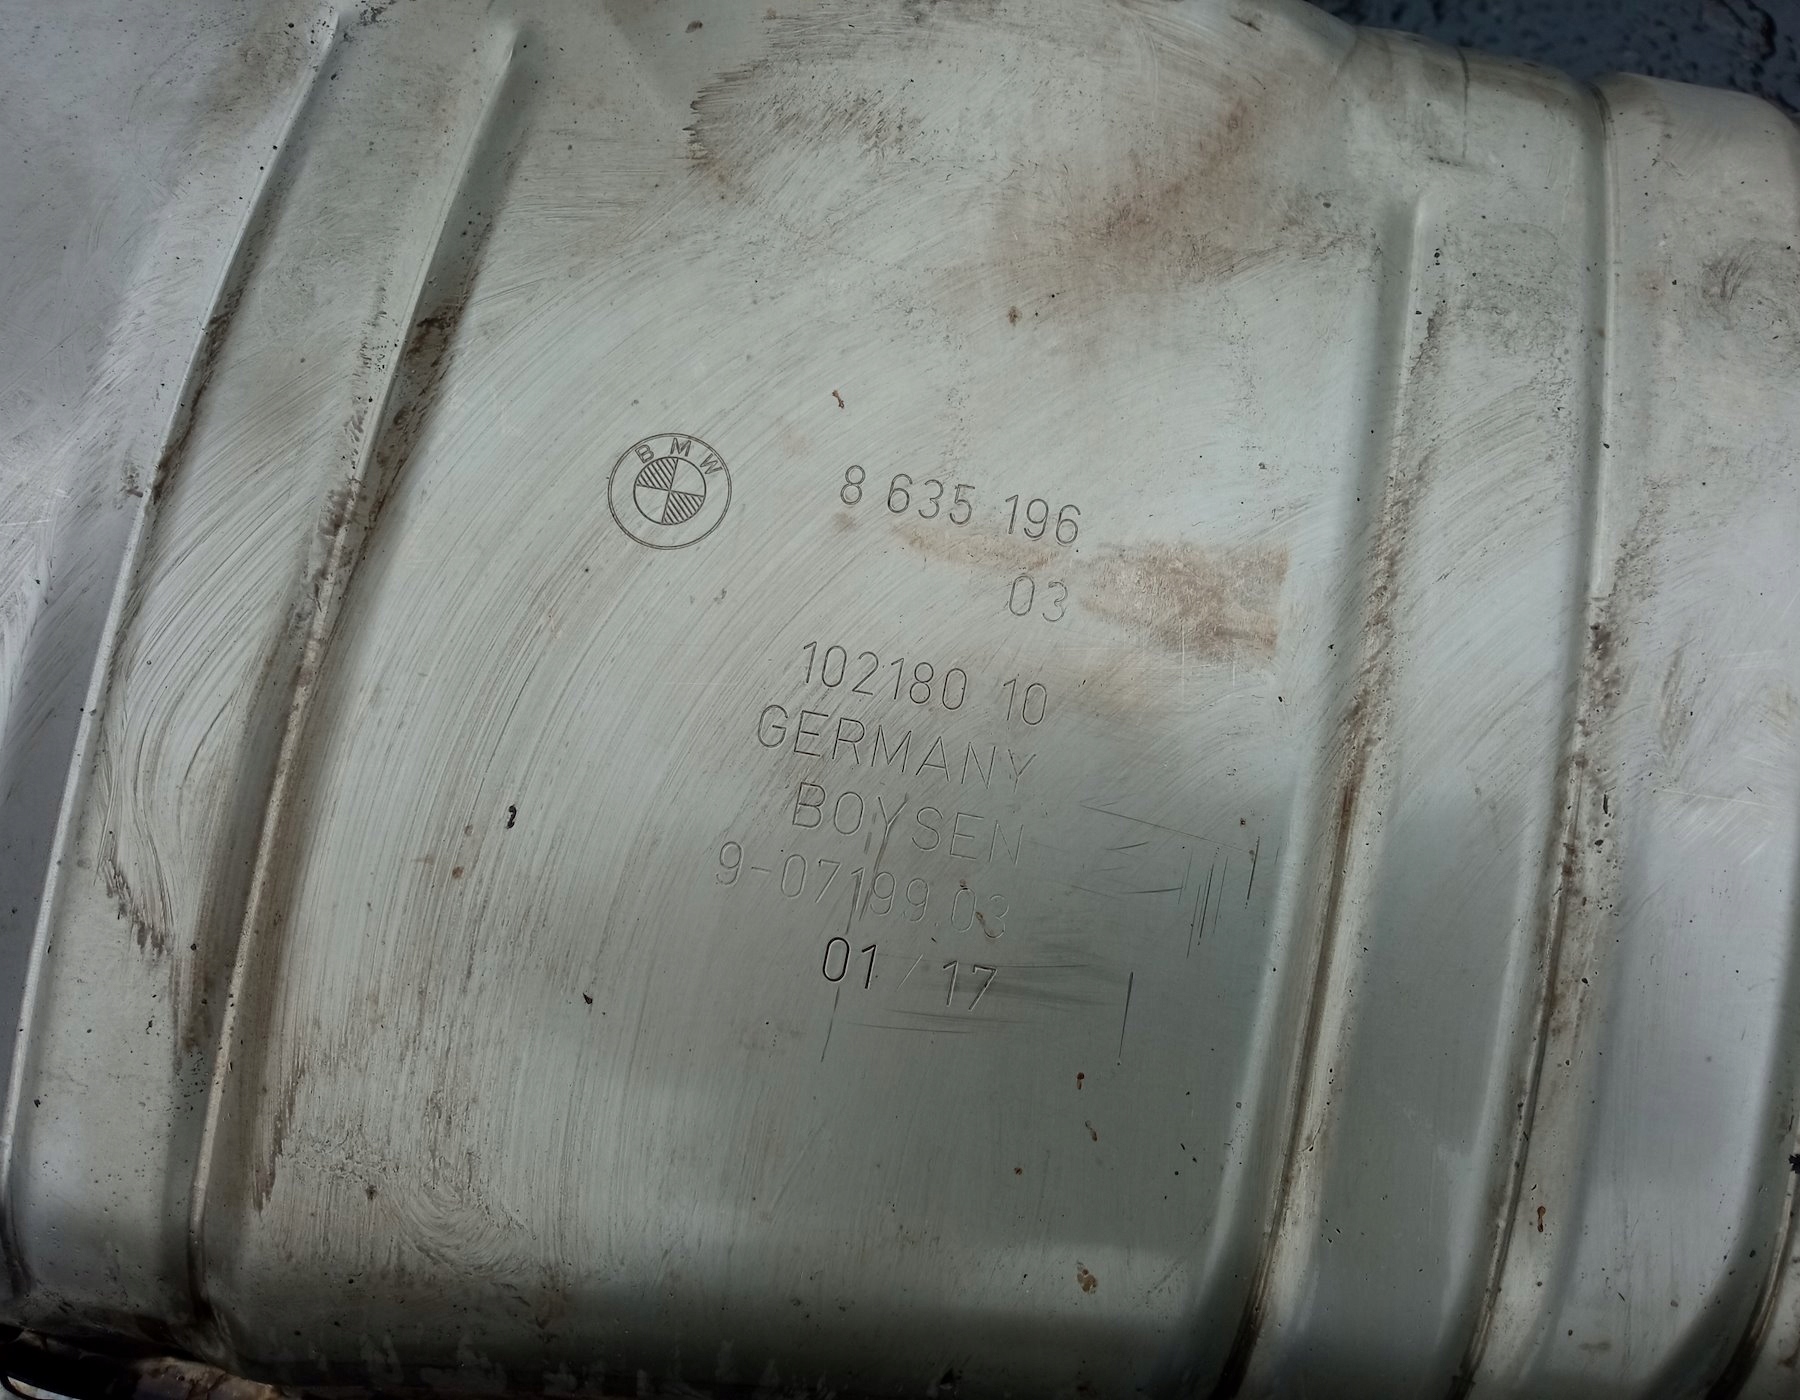 BMW
8 635 196
03
102180 10
GERMANY
BOYSEN
9-07199.03
01 / 17